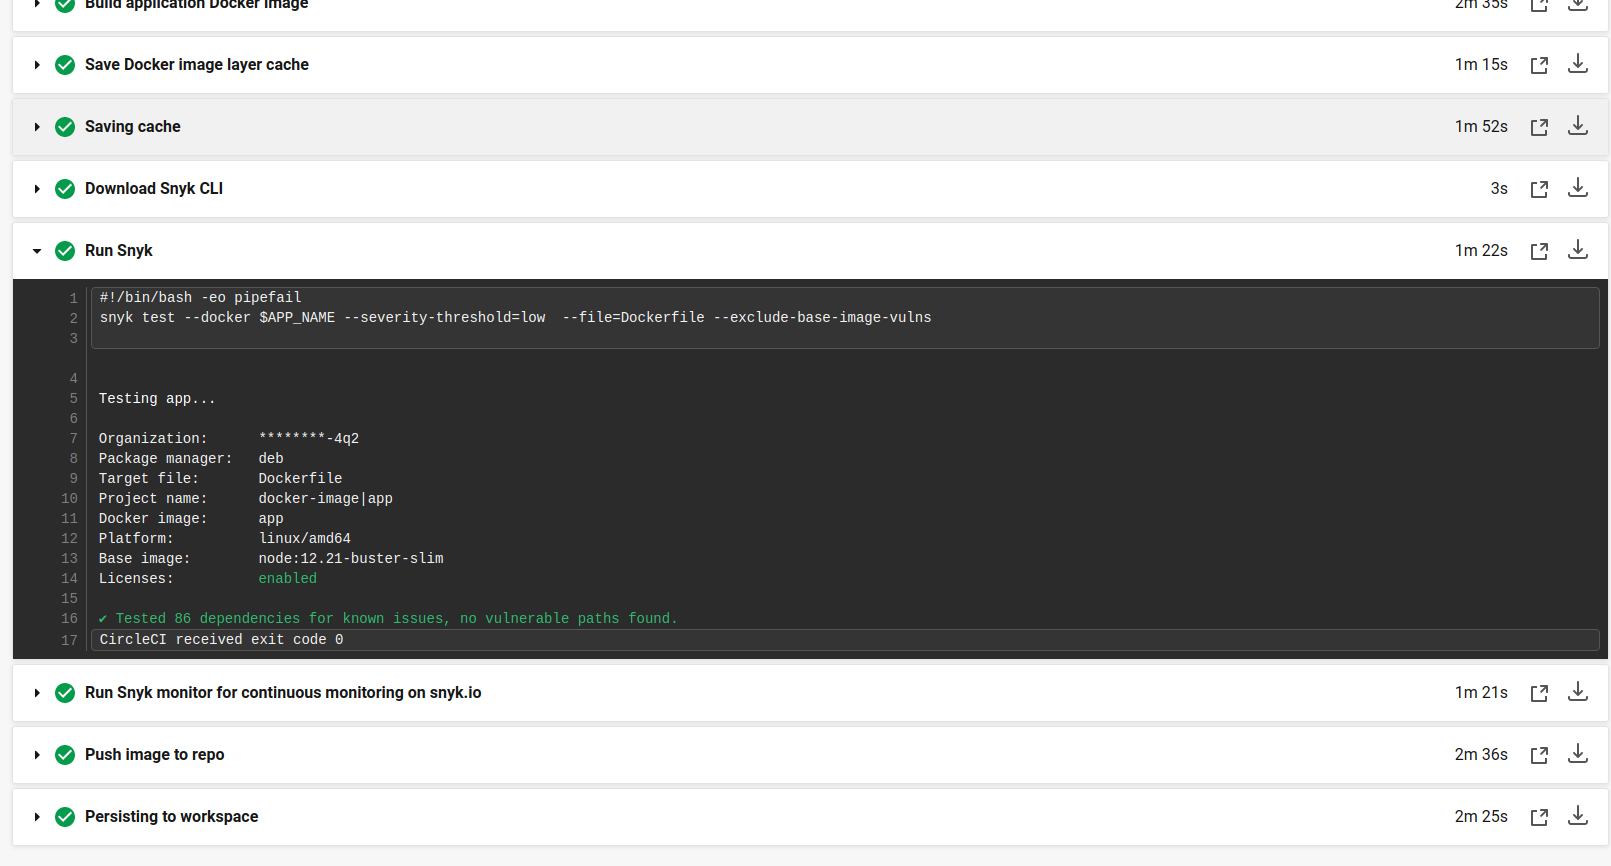 Build application Docker image 2m 35s
Save Docker image layer cache 1m 15s
Saving cache 1m 52s
Download Snyk CLI 3s
Run Snyk 1m 22s
1 #!/bin/bash -eo pipefail
2 snyk test --docker $APP_NAME --severity-threshold=low  --file=Dockerfile --exclude-base-image-vulns
3
4
5 Testing app...
6
7 Organization:      ********-4q2
8 Package manager:   deb
9 Target file:       Dockerfile
10 Project name:      docker-image|app
11 Docker image:      app
12 Platform:          linux/amd64
13 Base image:        node:12.21-buster-slim
14 Licenses:          enabled
15
16 ✔ Tested 86 dependencies for known issues, no vulnerable paths found.
17 CircleCI received exit code 0
Run Snyk monitor for continuous monitoring on snyk.io 1m 21s
Push image to repo 2m 36s
Persisting to workspace 2m 25s